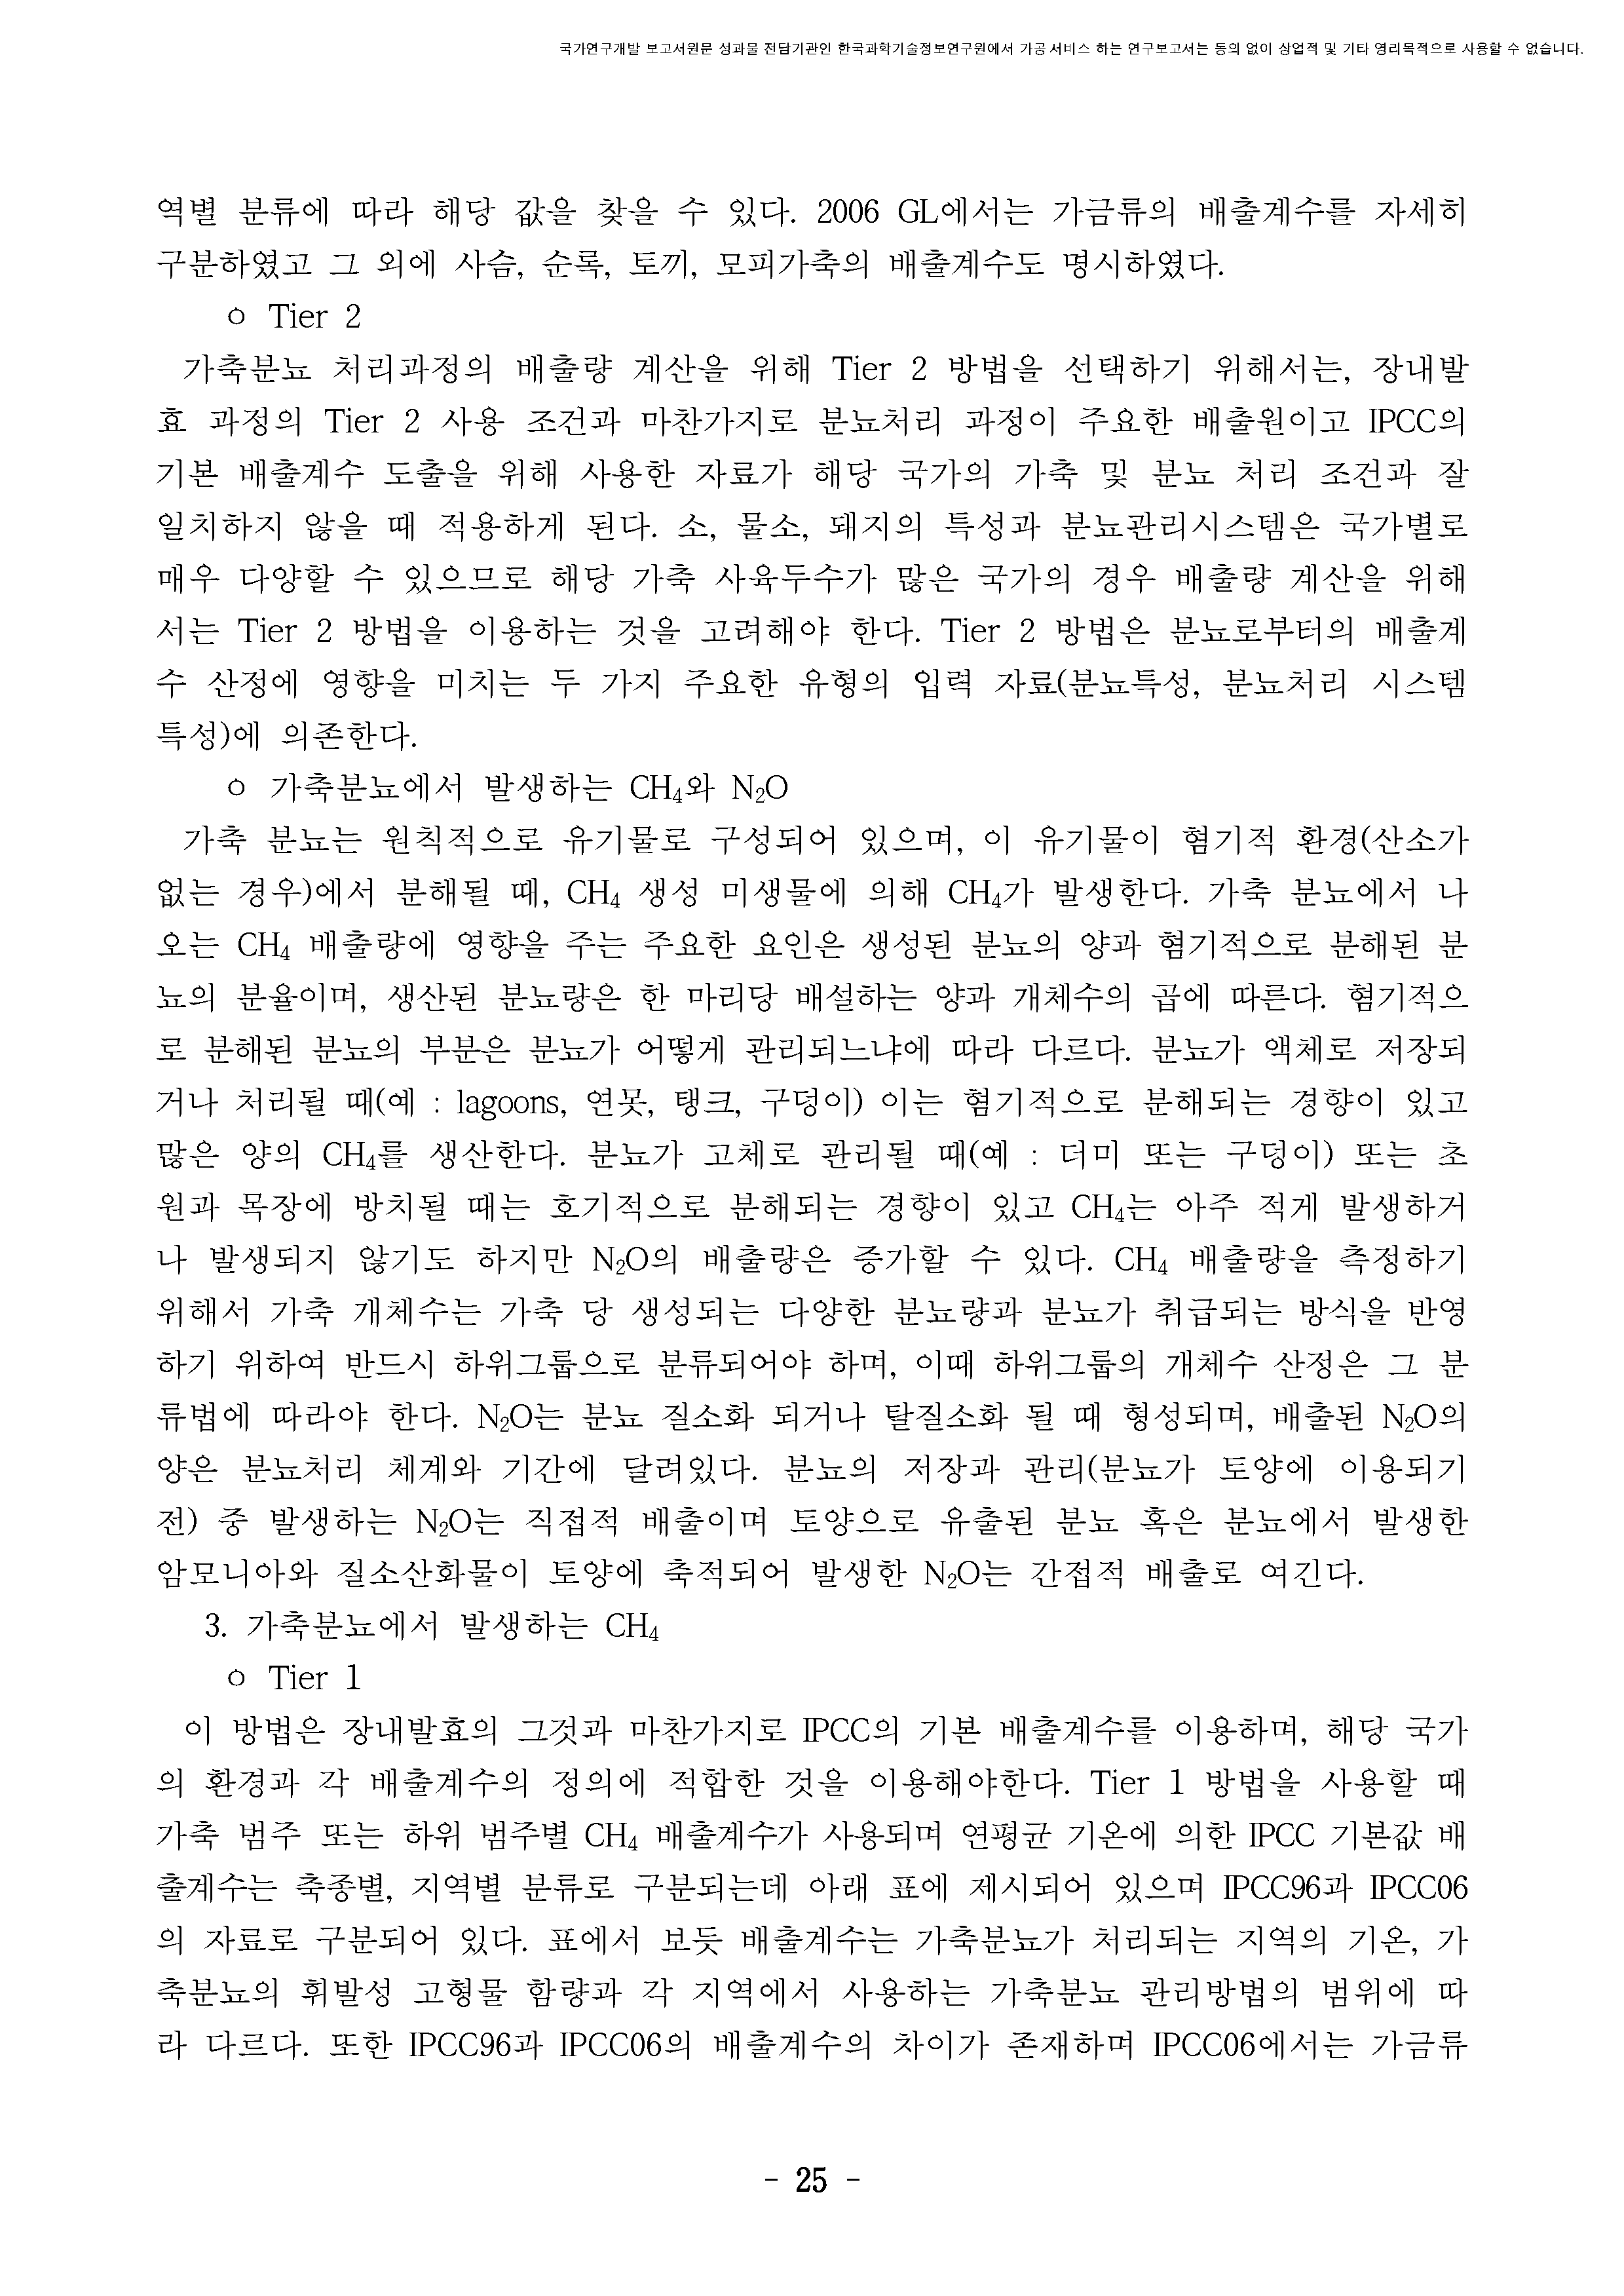 국가연구개발 보고서원문 성과물 전담기관인 한국과학기술정보연구원에서 가공·서비스 하는 연구보고서는 동의 없이 상업적 및 기타 영리목적으로 사용할 수 없습니다.
역별 분류에 따라 해당 값을 찾을 수 있다. 2006 GL에서는 가금류의 배출계수를 자세히
구분하였고 그 외에 사슴, 순록, 토끼, 모피가축의 배출계수도 명시하였다.
ㅇ Tier 2
가축분뇨 처리과정의 배출량 계산을 위해 Tier 2 방법을 선택하기 위해서는, 장내발
효 과정의 Tier 2 사용 조건과 마찬가지로 분뇨처리 과정이 주요한 배출원이고 IPCC의
기본 배출계수 도출을 위해 사용한 자료가 해당 국가의 가축 및 분뇨 처리 조건과 잘
일치하지 않을 때 적용하게 된다. 소, 물소, 돼지의 특성과 분뇨관리시스템은 국가별로
매우 다양할 수 있으므로 해당 가축 사육두수가 많은 국가의 경우 배출량 계산을 위해
서는 Tier 2 방법을 이용하는 것을 고려해야 한다. Tier 2 방법은 분뇨로부터의 배출계
수 산정에 영향을 미치는 두 가지 주요한 유형의 입력 자료(분뇨특성, 분뇨처리 시스템
특성)에 의존한다.
ㅇ 가축분뇨에서 발생하는 CH₄와 N₂O
가축 분뇨는 원칙적으로 유기물로 구성되어 있으며, 이 유기물이 혐기적 환경(산소가
없는 경우)에서 분해될 때, CH₄ 생성 미생물에 의해 CH₄가 발생한다. 가축 분뇨에서 나
오는 CH₄ 배출량에 영향을 주는 주요한 요인은 생성된 분뇨의 양과 혐기적으로 분해된 분
뇨의 분율이며, 생산된 분뇨량은 한 마리당 배설하는 양과 개체수의 곱에 따른다. 혐기적으
로 분해된 분뇨의 부분은 분뇨가 어떻게 관리되느냐에 따라 다르다. 분뇨가 액체로 저장되
거나 처리될 때(예 : lagoons, 연못, 탱크, 구덩이) 이는 혐기적으로 분해되는 경향이 있고
많은 양의 CH₄를 생산한다. 분뇨가 고체로 관리될 때(예 : 더미 또는 구덩이) 또는 초
원과 목장에 방치될 때는 호기적으로 분해되는 경향이 있고 CH₄는 아주 적게 발생하거
나 발생되지 않기도 하지만 N₂O의 배출량은 증가할 수 있다. CH₄ 배출량을 측정하기
위해서 가축 개체수는 가축 당 생성되는 다양한 분뇨량과 분뇨가 취급되는 방식을 반영
하기 위하여 반드시 하위그룹으로 분류되어야 하며, 이때 하위그룹의 개체수 산정은 그 분
류법에 따라야 한다. N₂O는 분뇨 질소화 되거나 탈질소화 될 때 형성되며, 배출된 N₂O의
양은 분뇨처리 체계와 기간에 달려있다. 분뇨의 저장과 관리(분뇨가 토양에 이용되기
전) 중 발생하는 N₂O는 직접적 배출이며 토양으로 유출된 분뇨 혹은 분뇨에서 발생한
암모니아와 질소산화물이 토양에 축적되어 발생한 N₂O는 간접적 배출로 여긴다.
3. 가축분뇨에서 발생하는 CH₄
ㅇ Tier 1
이 방법은 장내발효의 그것과 마찬가지로 IPCC의 기본 배출계수를 이용하며, 해당 국가
의 환경과 각 배출계수의 정의에 적합한 것을 이용해야한다. Tier 1 방법을 사용할 때
가축 범주 또는 하위 범주별 CH₄ 배출계수가 사용되며 연평균 기온에 의한 IPCC 기본값 배
출계수는 축종별, 지역별 분류로 구분되는데 아래 표에 제시되어 있으며 IPCC96과 IPCC06
의 자료로 구분되어 있다. 표에서 보듯 배출계수는 가축분뇨가 처리되는 지역의 기온, 가
축분뇨의 휘발성 고형물 함량과 각 지역에서 사용하는 가축분뇨 관리방법의 범위에 따
라 다르다. 또한 IPCC96과 IPCC06의 배출계수의 차이가 존재하며 IPCC06에서는 가금류
- 25 -